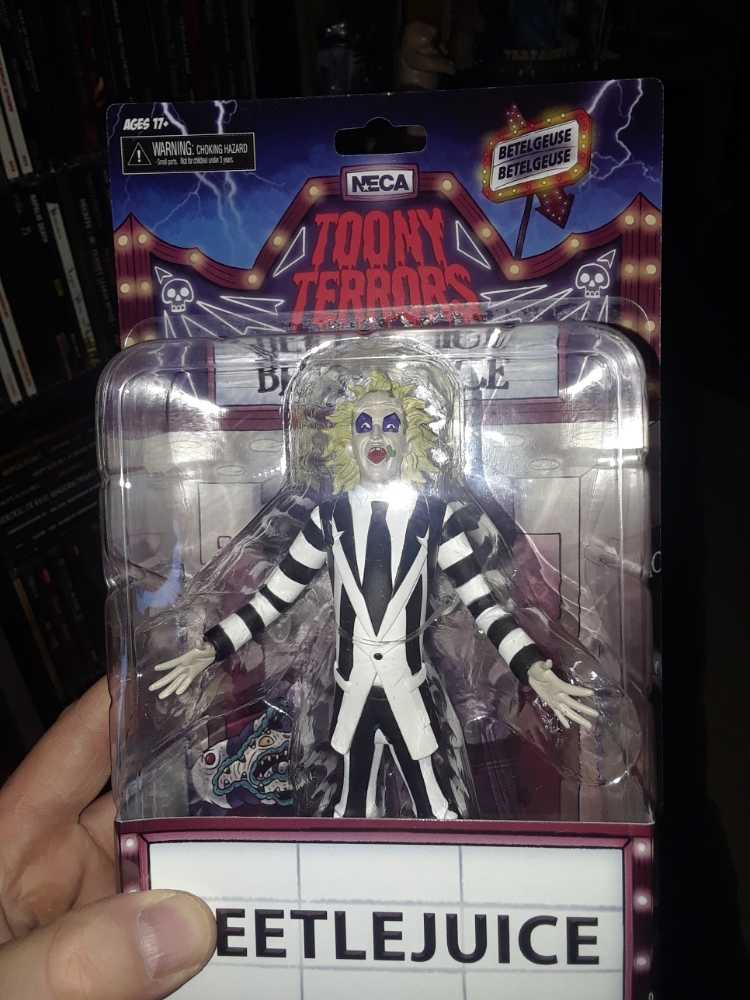 AGES 17+
WARNING: CHOKING HAZARD
Small parts. Not for children under 3 years.
BETELGEUSE
BETELGEUSE
NECA
TOONY
TERRORS
EETLEJUICE